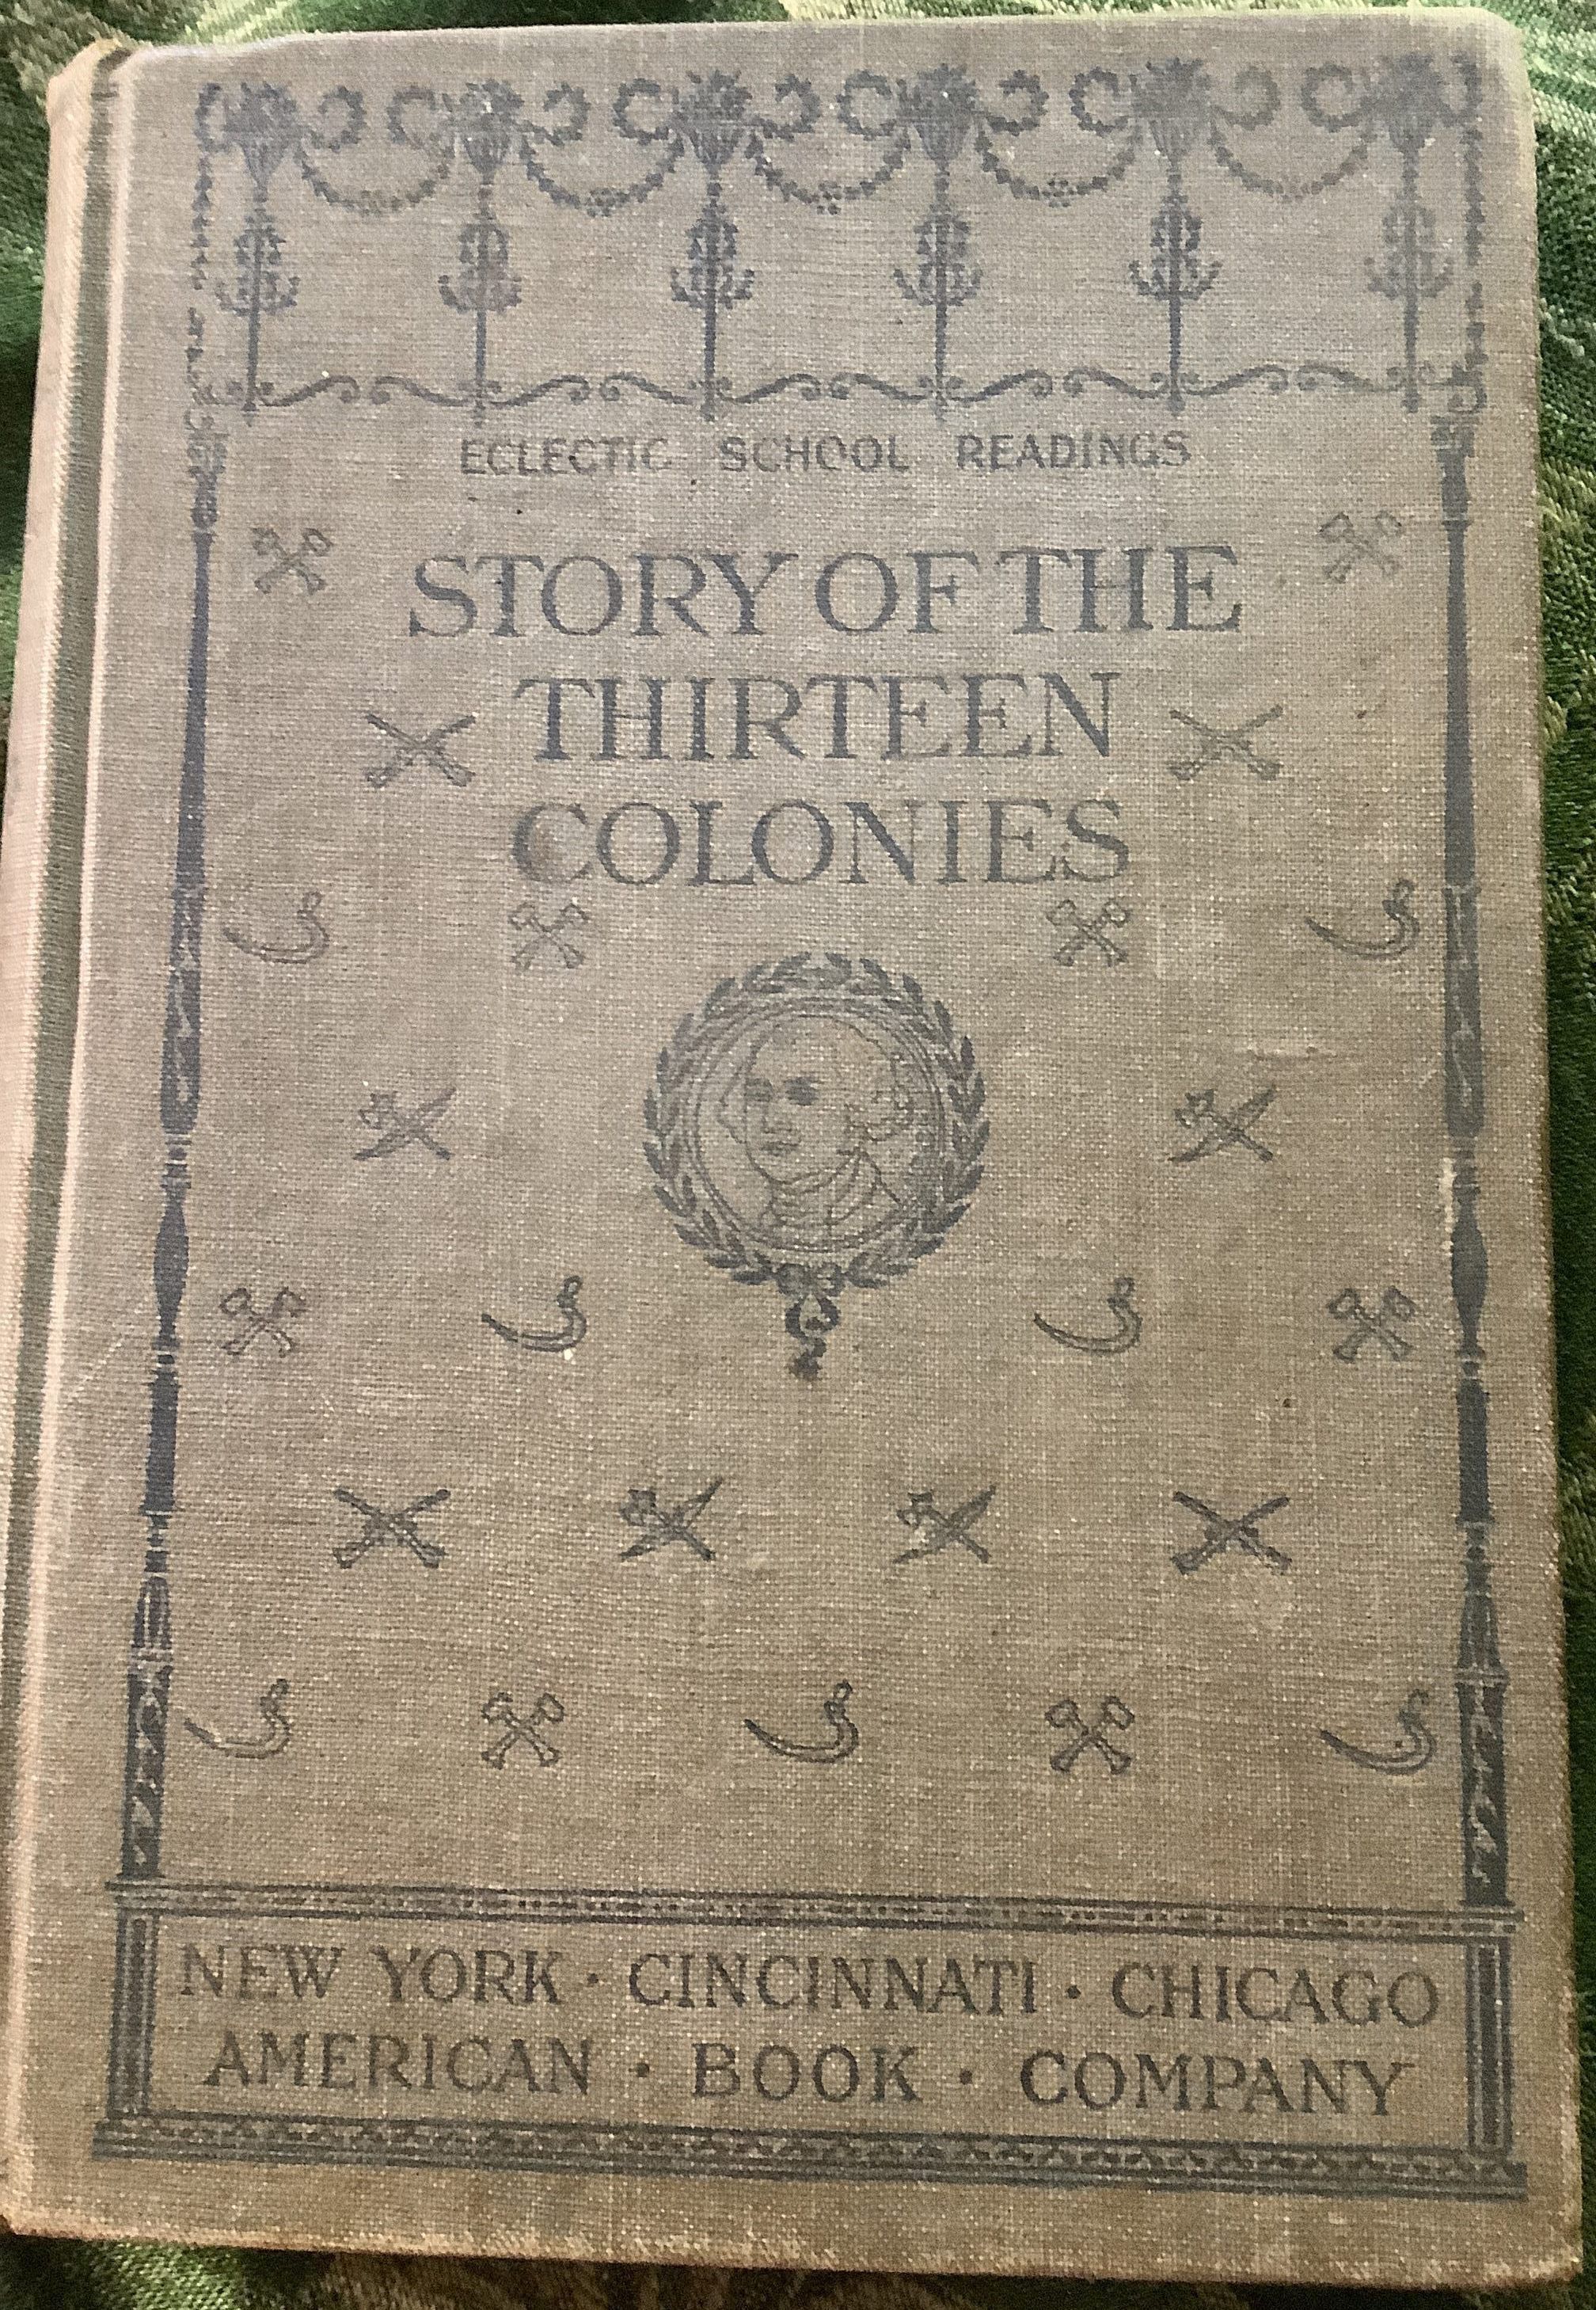 ECLECTIC SCHOOL READINGS
STORY OF THE
THIRTEEN
COLONIES
NEW YORK · CINCINNATI · CHICAGO
AMERICAN · BOOK · COMPANY